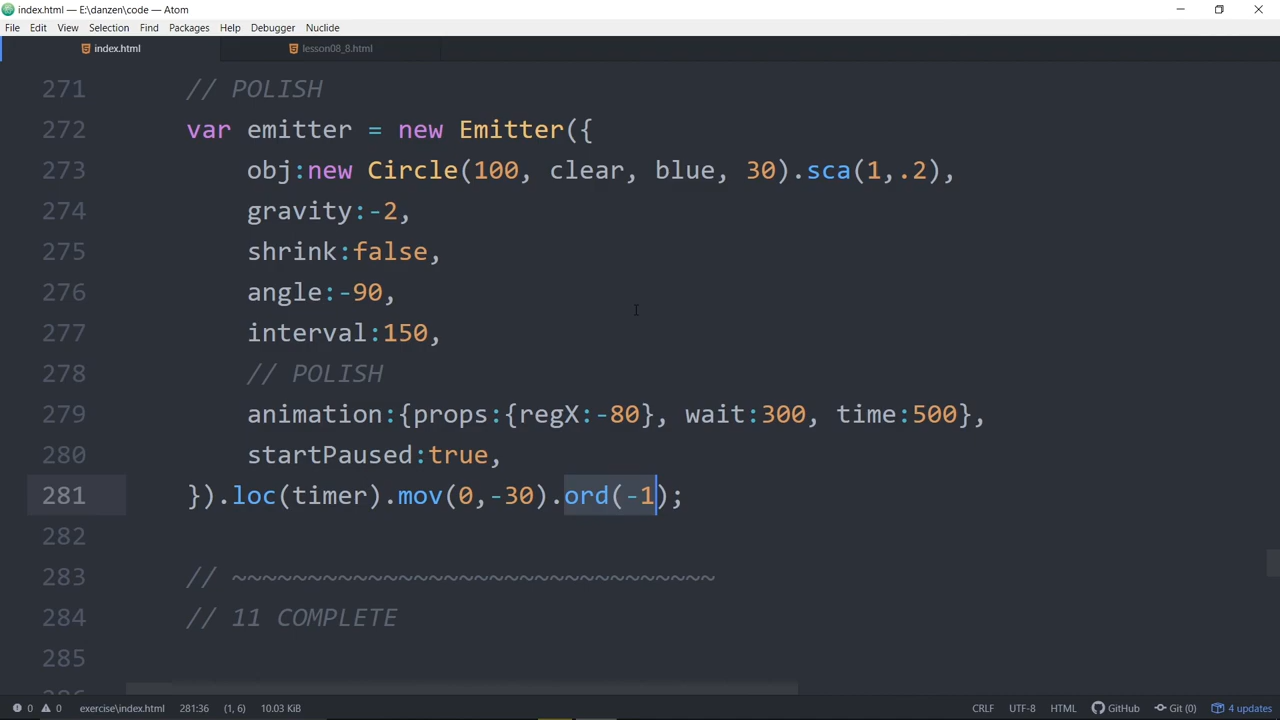 index.html — E:\danzen\code — Atom
File Edit View Selection Find Packages Help Debugger Nuclide
index.html lesson08_8.html
271 // POLISH
272 var emitter = new Emitter({
273 obj:new Circle(100, clear, blue, 30).sca(1,.2),
274 gravity:-2,
275 shrink:false,
276 angle:-90,
277 interval:150,
278 // POLISH
279 animation:{props:{regX:-80}, wait:300, time:500},
280 startPaused:true,
281 }).loc(timer).mov(0,-30).ord(-1);
282
283 // ~~~~~~~~~~~~~~~~~~~~~~~~~~~~~~~~
284 // 11 COMPLETE
285
0 0 exercise\index.html 281:36 (1, 6) 10.03 KiB CRLF UTF-8 HTML GitHub Git (0) 4 updates